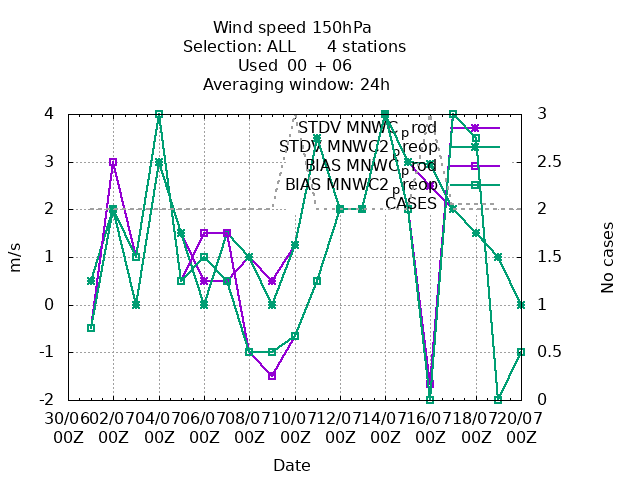 Wind speed 150hPa
Selection: ALL 4 stations
Used 00 + 06
Averaging window: 24h
STDV MNWC_prod
STDV MNWC2_preop
BIAS MNWC_prod
BIAS MNWC2_preop
CASES
4
3
2
1
0
-1
-2
m/s
3
2.5
2
1.5
1
0.5
0
No cases
30/06 02/07 04/07 06/07 08/07 10/07 12/07 14/07 16/07 18/07 20/07
00Z 00Z 00Z 00Z 00Z 00Z 00Z 00Z 00Z 00Z 00Z
Date